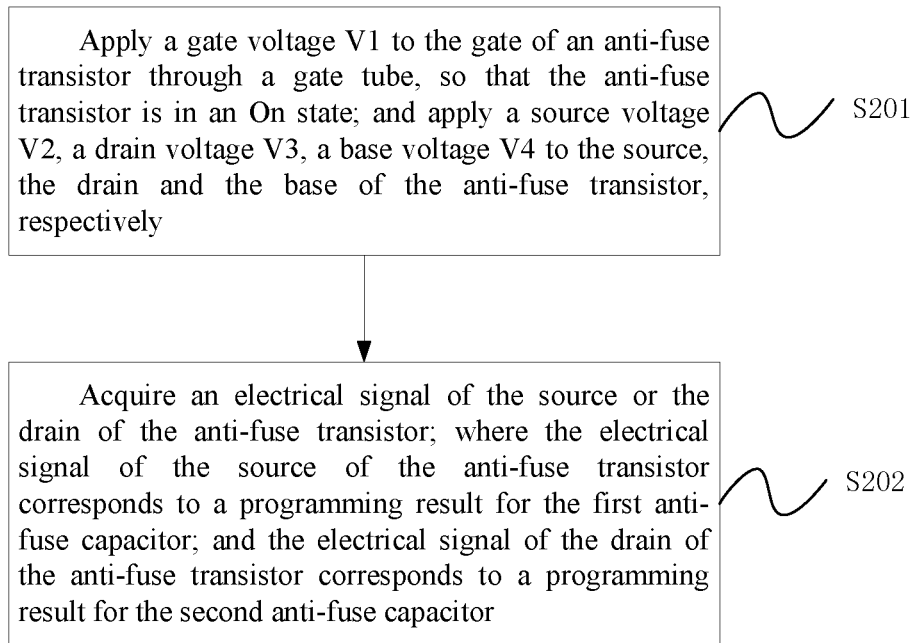 Apply a gate voltage V1 to the gate of an anti-fuse
transistor through a gate tube, so that the anti-fuse
transistor is in an On state; and apply a source voltage
V2, a drain voltage V3, a base voltage V4 to the source,
the drain and the base of the anti-fuse transistor,
respectively
S201
Acquire an electrical signal of the source or the
drain of the anti-fuse transistor; where the electrical
signal of the source of the anti-fuse transistor
corresponds to a programming result for the first anti-
fuse capacitor; and the electrical signal of the drain of
the anti-fuse transistor corresponds to a programming
result for the second anti-fuse capacitor
S202